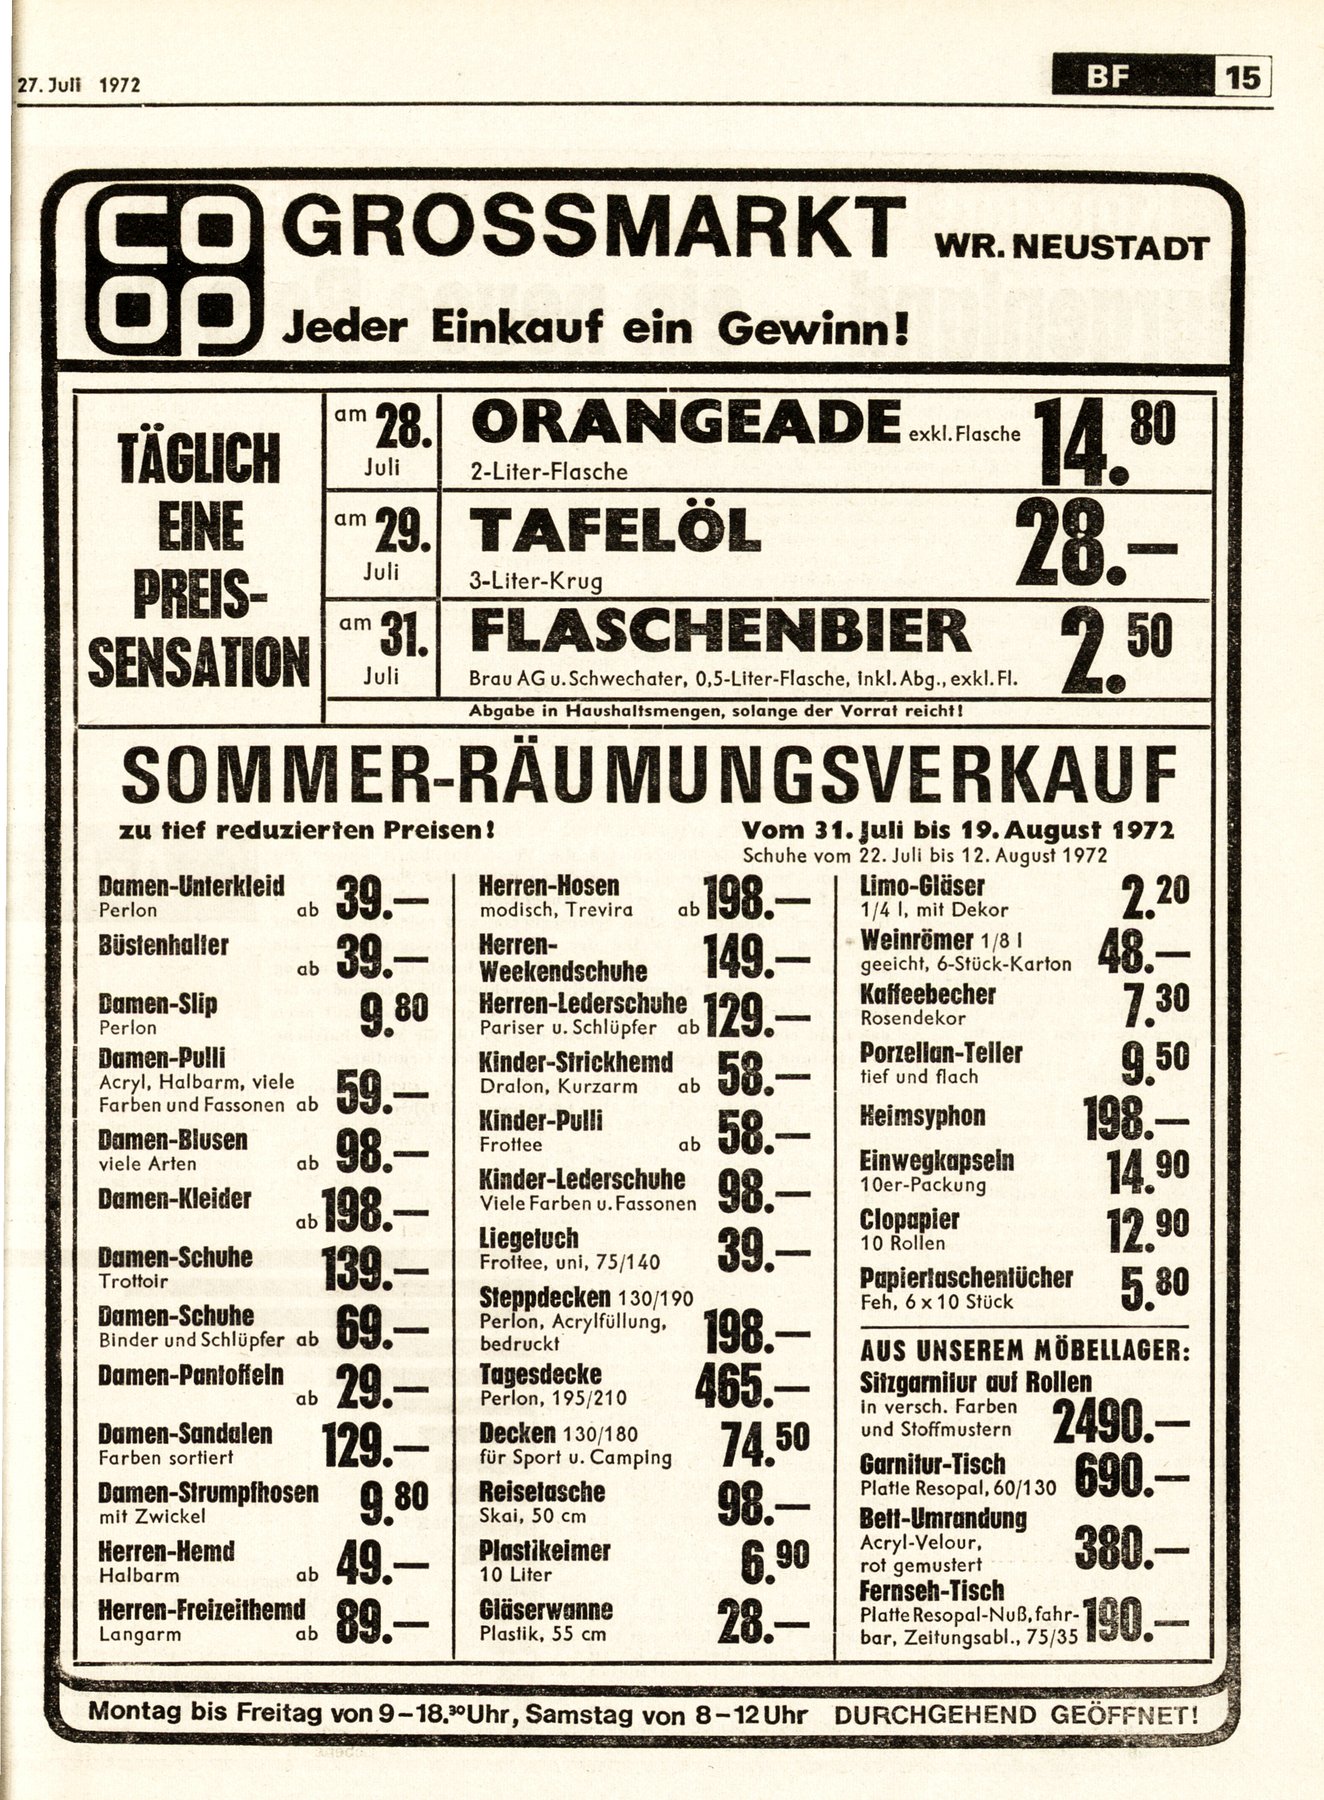 27. Juli 1972
BF 15
COOP
GROSSMARKT WR. NEUSTADT
Jeder Einkauf ein Gewinn!
TÄGLICH
EINE
PREIS-
SENSATION
am 28.
Juli
ORANGEADE exkl. Flasche 14.80
2-Liter-Flasche
am 29.
Juli
TAFELÖL 28.—
3-Liter-Krug
am 31.
Juli
FLASCHENBIER 2.50
Brau AG u. Schwechater, 0,5-Liter-Flasche, inkl. Abg., exkl. Fl.
Abgabe in Haushaltsmengen, solange der Vorrat reicht!
SOMMER-RÄUMUNGSVERKAUF
zu tief reduzierten Preisen!
Vom 31. Juli bis 19. August 1972
Schuhe vom 22. Juli bis 12. August 1972
Damen-Unterkleid
Perlon ab 39.—
Büstenhalter
ab 39.—
Damen-Slip
Perlon 9.80
Damen-Pulli
Acryl, Halbarm, viele
Farben und Fassonen ab 59.—
Damen-Blusen
viele Arten ab 98.—
Damen-Kleider
ab 198.—
Damen-Schuhe
Trottoir 139.—
Damen-Schuhe
Binder und Schlüpfer ab 69.—
Damen-Pantoffeln
ab 29.—
Damen-Sandalen
Farben sortiert 129.—
Damen-Strumpfhosen
mit Zwickel 9.80
Herren-Hemd
Halbarm ab 49.—
Herren-Freizeithemd
Langarm ab 89.—
Herren-Hosen
modisch, Trevira ab 198.—
Herren-
Weekendschuhe 149.—
Herren-Lederschuhe
Pariser u. Schlüpfer ab 129.—
Kinder-Strickhemd
Dralon, Kurzarm ab 58.—
Kinder-Pulli
Frottee ab 58.—
Kinder-Lederschuhe
Viele Farben u. Fassonen 98.—
Liegetuch
Frottee, uni, 75/140 39.—
Steppdecken 130/190
Perlon, Acrylfüllung,
bedruckt 198.—
Tagesdecke
Perlon, 195/210 465.—
Decken 130/180
für Sport u. Camping 74.50
Reisetasche
Skai, 50 cm 98.—
Plastikeimer
10 Liter 6.90
Gläserwanne
Plastik, 55 cm 28.—
Limo-Gläser
1/4 l, mit Dekor 2.20
Weinrömer 1/8 l
geeicht, 6-Stück-Karton 48.—
Kaffeebecher
Rosendekor 7.30
Porzellan-Teller
tief und flach 9.50
Heimsyphon 198.—
Einwegkapseln
10er-Packung 14.90
Clopapier
10 Rollen 12.90
Papiertaschentücher
Feh, 6 x 10 Stück 5.80
AUS UNSEREM MÖBELLAGER:
Sitzgarnitur auf Rollen
in versch. Farben
und Stoffmustern 2490.—
Garnitur-Tisch
Platte Resopal, 60/130 690.—
Bett-Umrandung
Acryl-Velour,
rot gemustert 380.—
Fernseh-Tisch
Platte Resopal-Nuß, fahr-
bar, Zeitungsabl., 75/35 190.—
Montag bis Freitag von 9–18.30 Uhr, Samstag von 8–12 Uhr DURCHGEHEND GEÖFFNET!